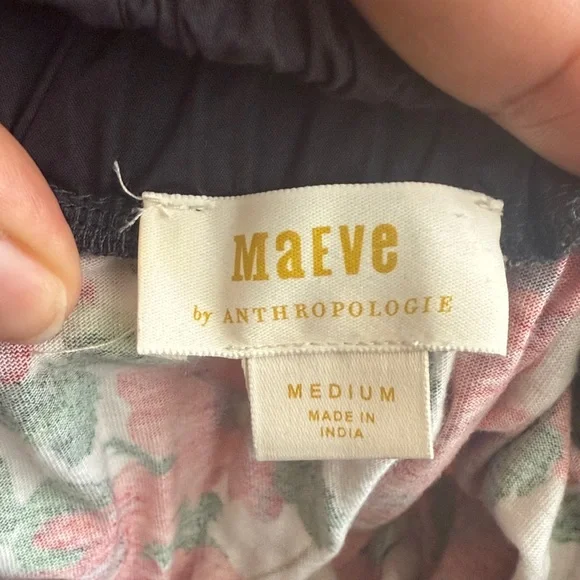 MaEve
by ANTHROPOLOGIE
MEDIUM
MADE IN
INDIA